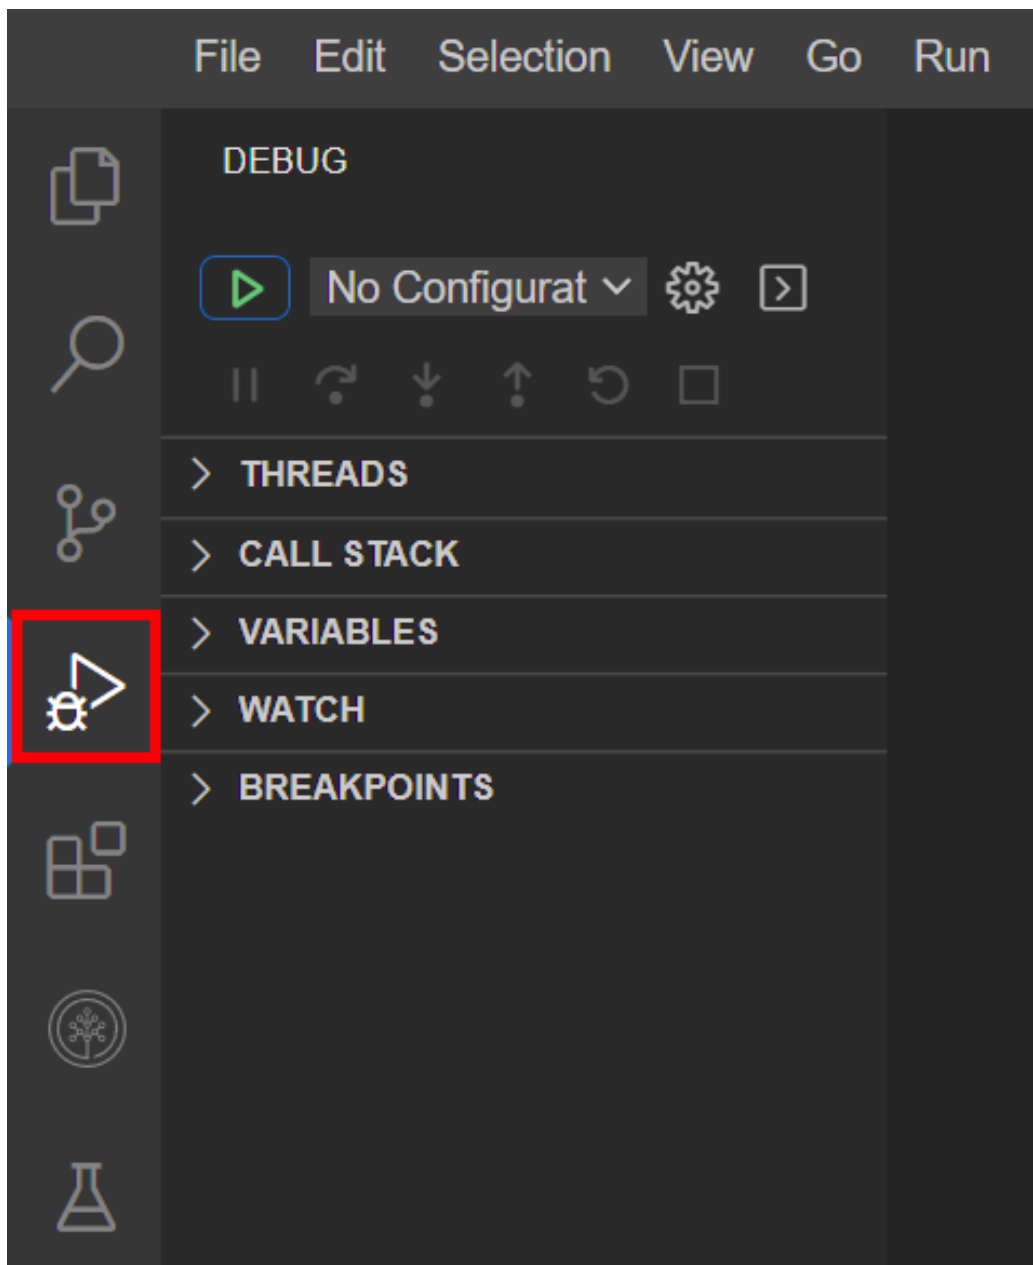 File Edit Selection View Go Run
DEBUG
No Configurat
THREADS
CALL STACK
VARIABLES
WATCH
BREAKPOINTS